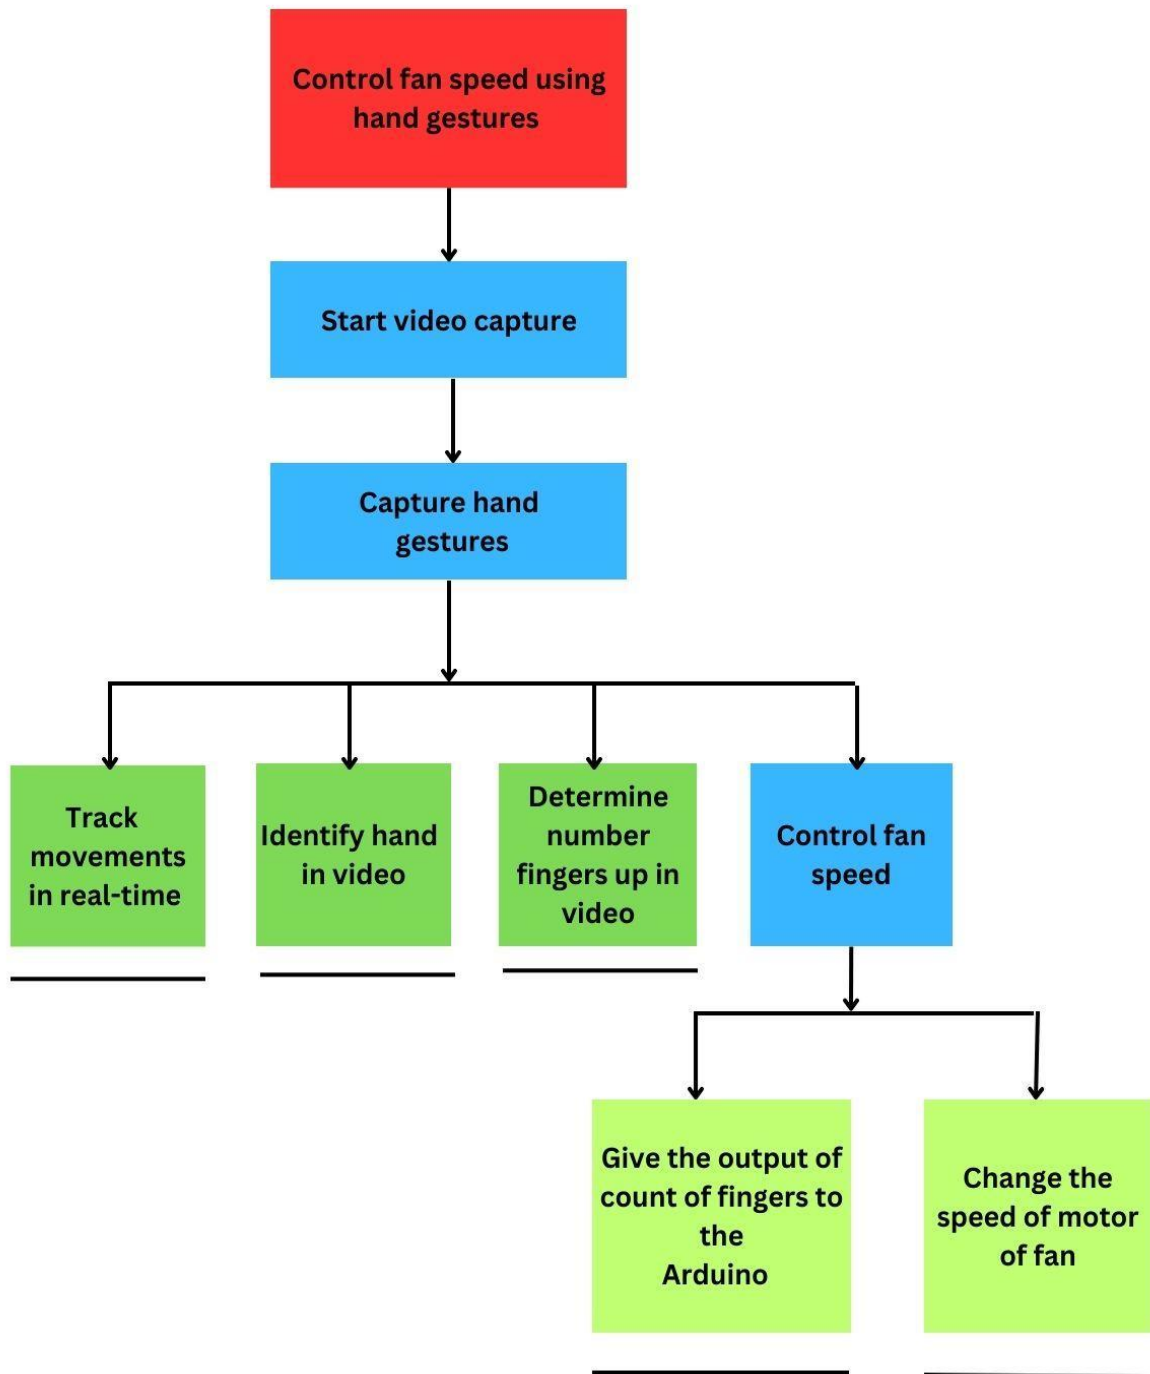 Control fan speed using
hand gestures
Start video capture
Capture hand
gestures
Track
movements
in real-time
Identify hand
in video
Determine
number
fingers up in
video
Control fan
speed
Give the output of
count of fingers to
the
Arduino
Change the
speed of motor
of fan